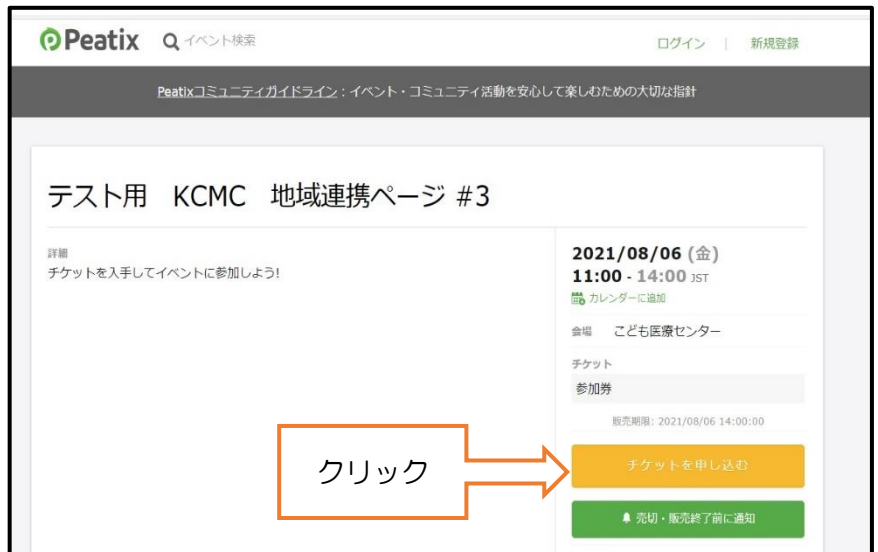 Peatix イベント検索 ログイン | 新規登録
Peatixコミュニティガイドライン：イベント・コミュニティ活動を安心して楽しむための大切な指針
テスト用　KCMC　地域連携ページ #3
詳細
チケットを入手してイベントに参加しよう!
2021/08/06 (金)
11:00 - 14:00 JST
カレンダーに追加
会場 こども医療センター
チケット
参加券
販売期限: 2021/08/06 14:00:00
クリック
チケットを申し込む
売切・販売終了前に通知